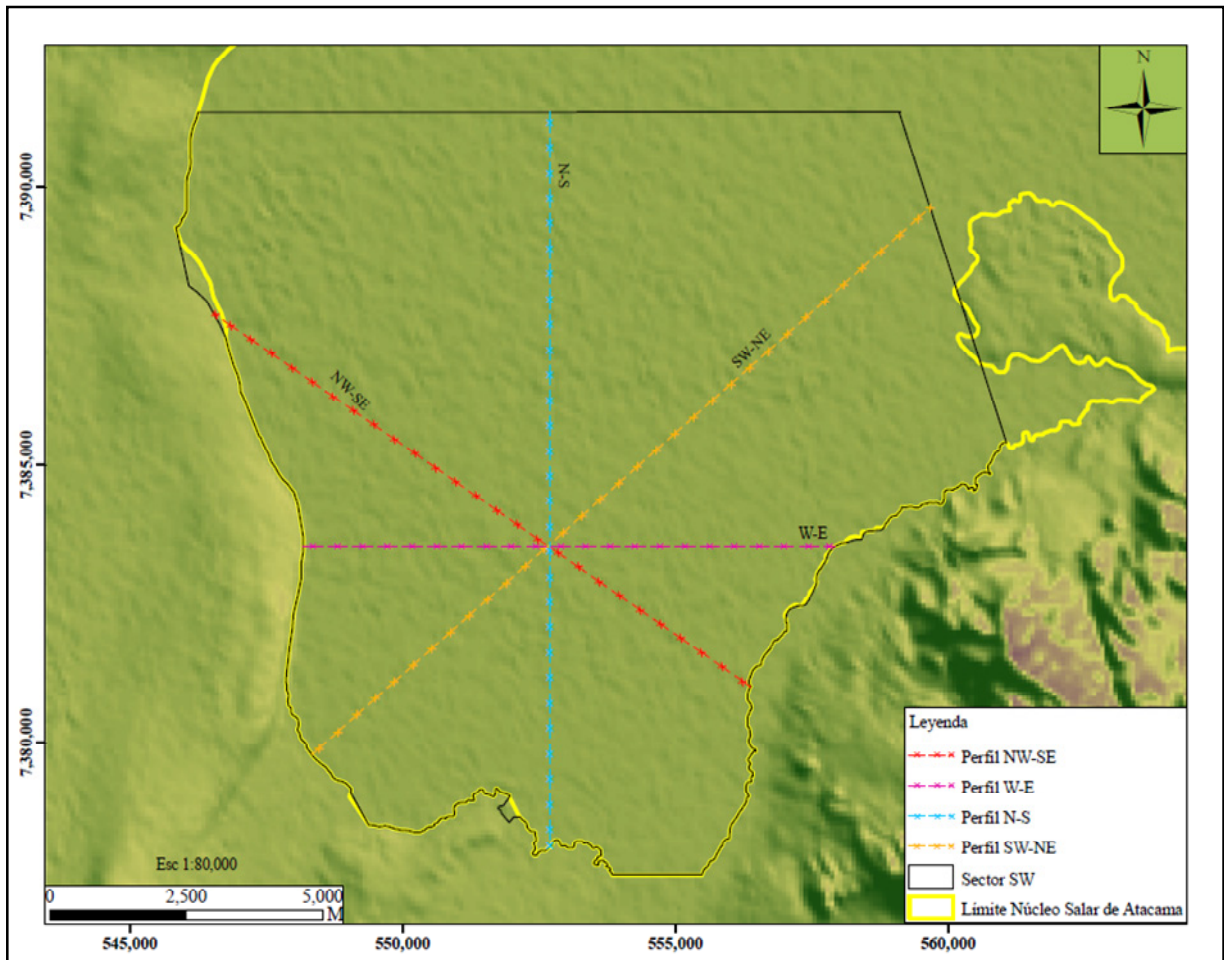 N
7,390,000
N-S
SW-NE
NW-SE
7,385,000
W-E
7,380,000
Leyenda
Perfil NW-SE
Perfil W-E
Perfil N-S
Perfil SW-NE
Sector SW
Límite Núcleo Salar de Atacama
Esc 1:80,000
0 2,500 5,000
M
545,000 550,000 555,000 560,000